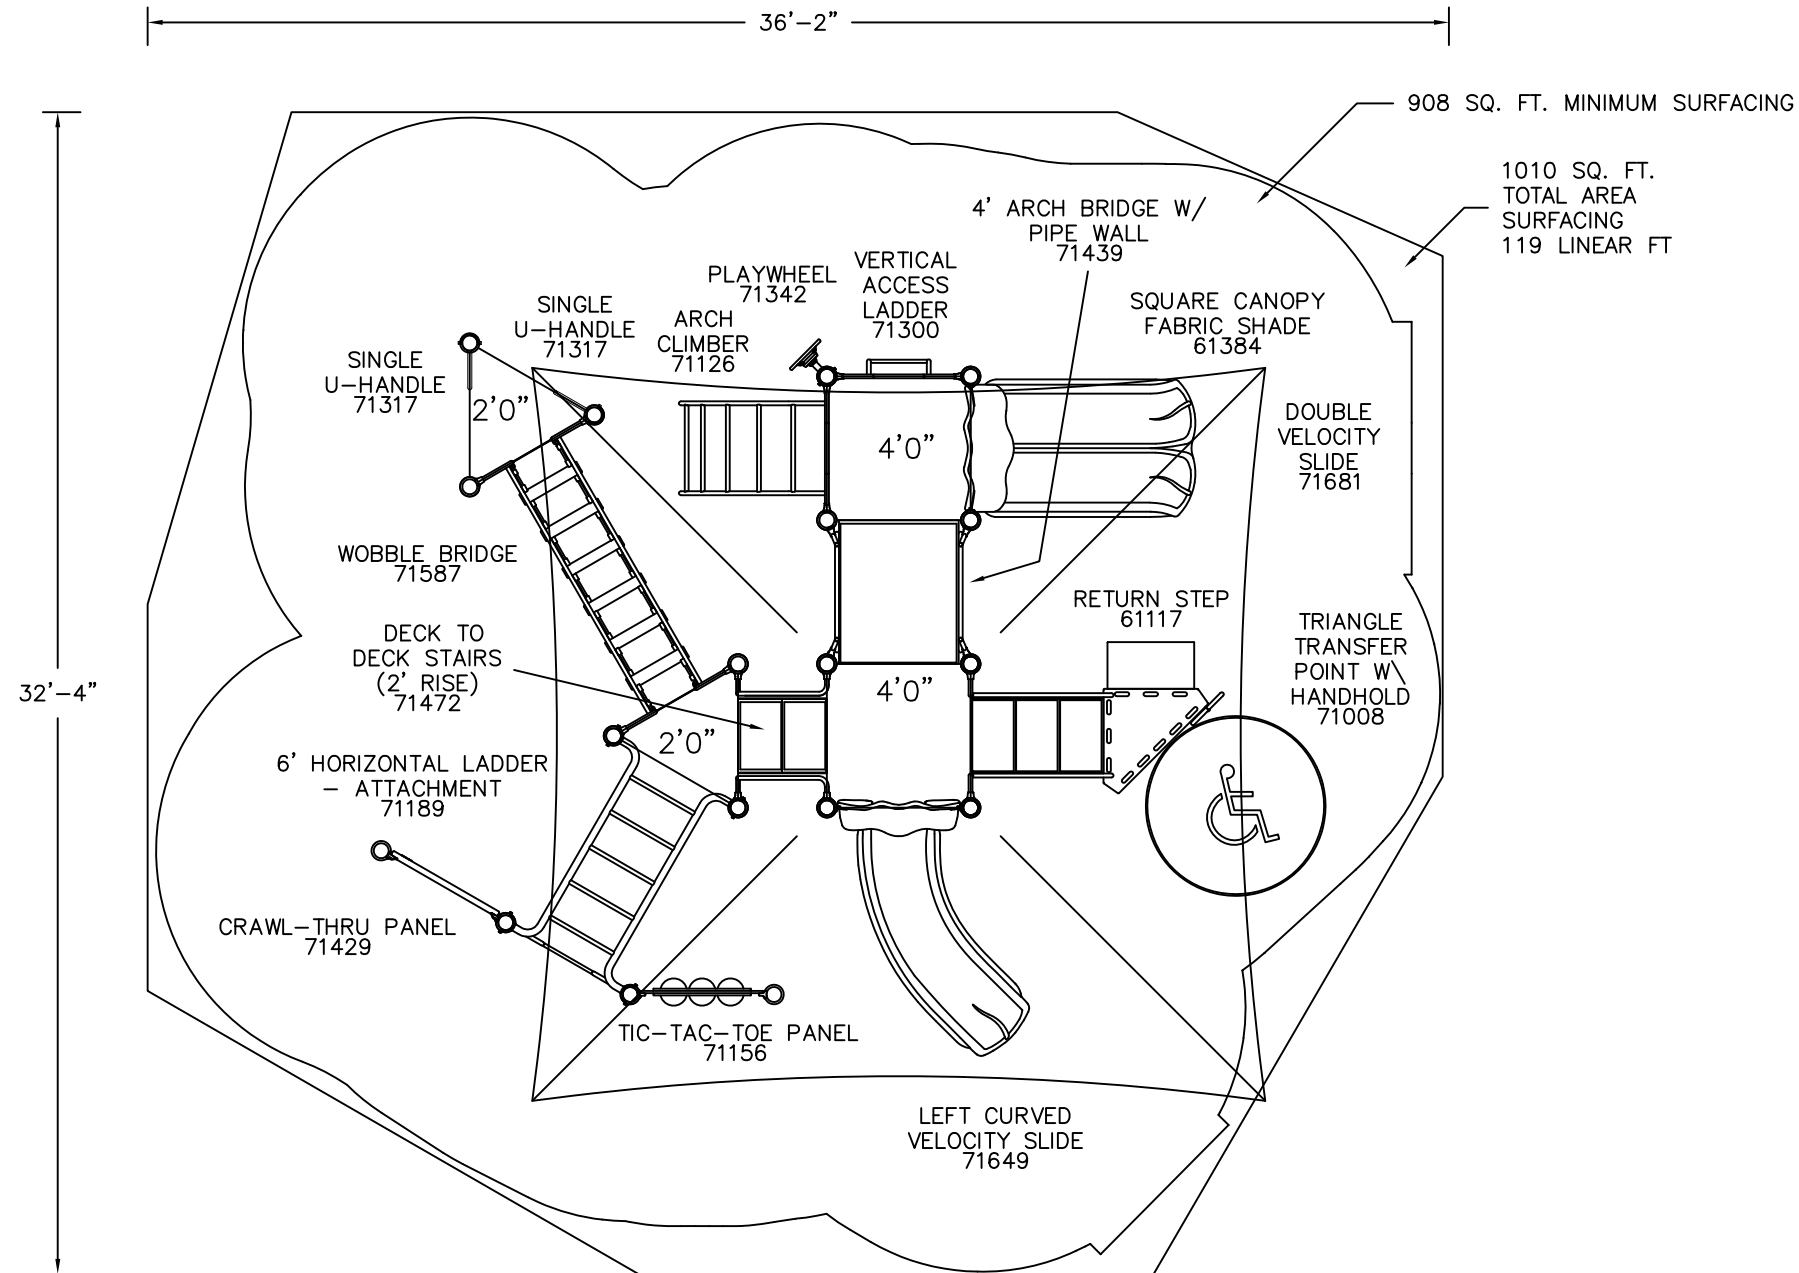 36'-2"
908 SQ. FT. MINIMUM SURFACING
1010 SQ. FT.
TOTAL AREA
SURFACING
119 LINEAR FT
4' ARCH BRIDGE W/
PIPE WALL
71439
VERTICAL
ACCESS
LADDER
71300
PLAYWHEEL
71342
SINGLE
U-HANDLE
71317
ARCH
CLIMBER
71126
SQUARE CANOPY
FABRIC SHADE
61384
SINGLE
U-HANDLE
71317
2'0"
4'0"
DOUBLE
VELOCITY
SLIDE
71681
WOBBLE BRIDGE
71587
RETURN STEP
61117
DECK TO
DECK STAIRS
(2' RISE)
71472
TRIANGLE
TRANSFER
POINT W\
HANDHOLD
71008
32'-4"
4'0"
2'0"
6' HORIZONTAL LADDER
- ATTACHMENT
71189
CRAWL-THRU PANEL
71429
TIC-TAC-TOE PANEL
71156
LEFT CURVED
VELOCITY SLIDE
71649